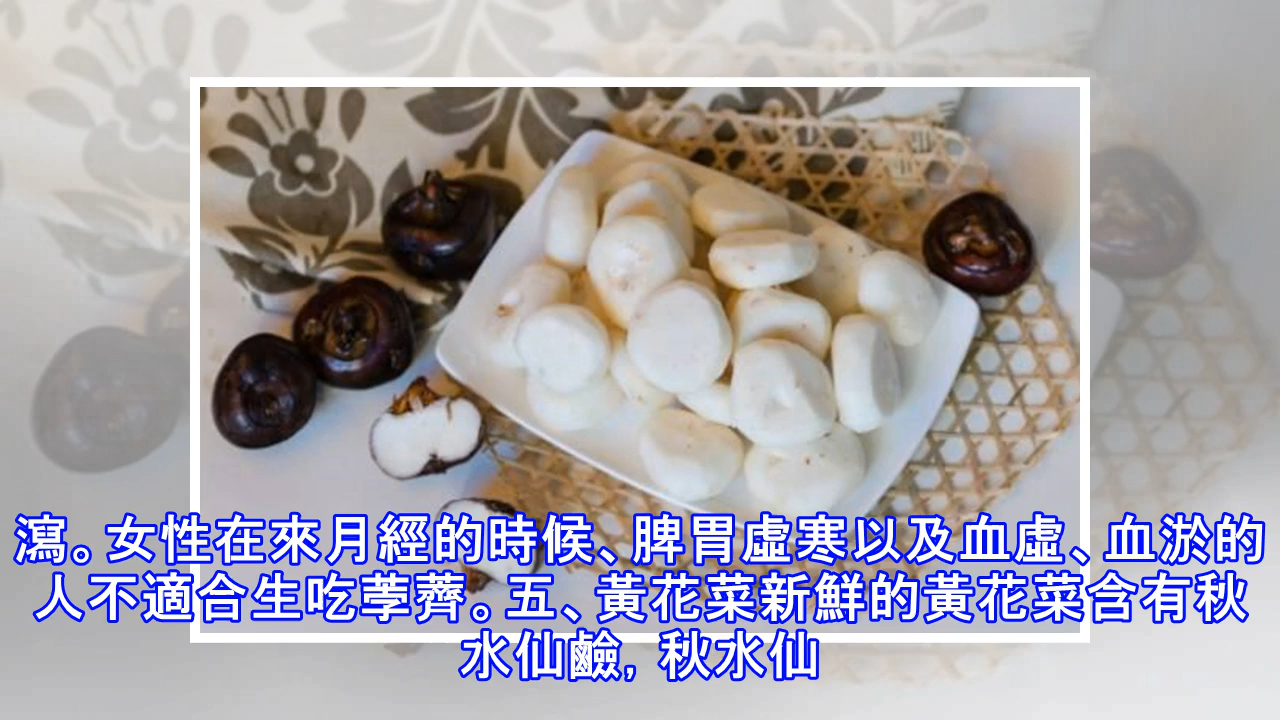 瀉。女性在來月經的時候、脾胃虛寒以及血虛、血淤的
人不適合生吃荸薺。五、黃花菜新鮮的黃花菜含有秋
水仙鹼,秋水仙